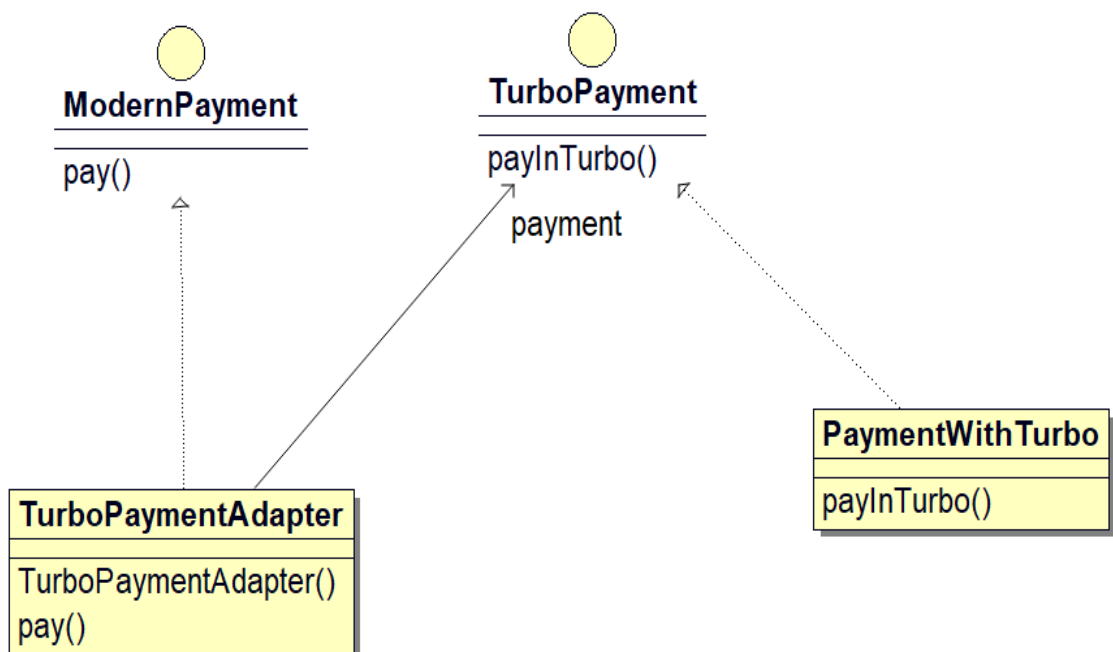 ModernPayment
pay()
TurboPayment
payInTurbo()
payment
PaymentWithTurbo
payInTurbo()
TurboPaymentAdapter
TurboPaymentAdapter()
pay()